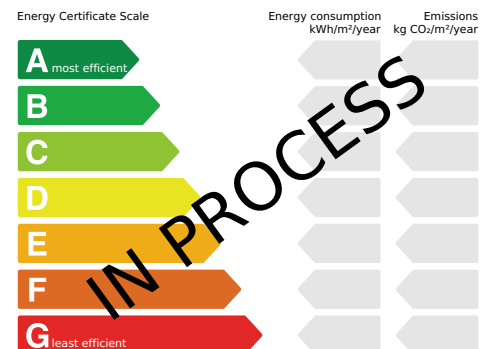 Energy Certificate Scale
Energy consumption
kWh/m²/year
Emissions
kg CO₂/m²/year
A most efficient
B
C
D
E
F
G least efficient
IN PROCESS